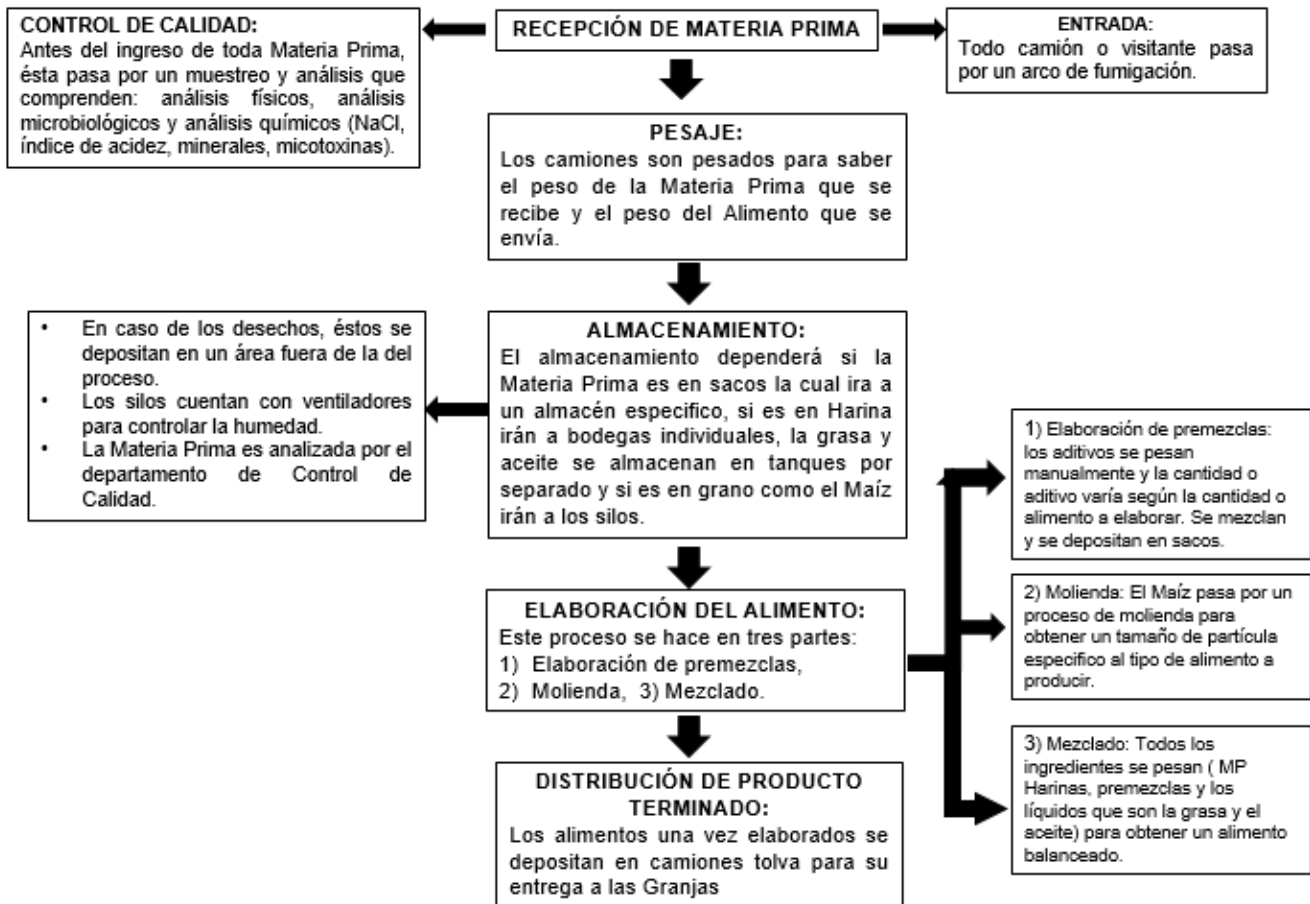 CONTROL DE CALIDAD:
Antes del ingreso de toda Materia Prima,
ésta pasa por un muestreo y análisis que
comprenden: análisis físicos, análisis
microbiológicos y análisis químicos (NaCl,
índice de acidez, minerales, micotoxinas).
RECEPCIÓN DE MATERIA PRIMA
ENTRADA:
Todo camión o visitante pasa
por un arco de fumigación.
PESAJE:
Los camiones son pesados para saber
el peso de la Materia Prima que se
recibe y el peso del Alimento que se
envía.
• En caso de los desechos, éstos se
depositan en un área fuera de la del
proceso.
• Los silos cuentan con ventiladores
para controlar la humedad.
• La Materia Prima es analizada por el
departamento de Control de
Calidad.
ALMACENAMIENTO:
El almacenamiento dependerá si la
Materia Prima es en sacos la cual ira a
un almacén especifico, si es en Harina
irán a bodegas individuales, la grasa y
aceite se almacenan en tanques por
separado y si es en grano como el Maíz
irán a los silos.
ELABORACIÓN DEL ALIMENTO:
Este proceso se hace en tres partes:
1) Elaboración de premezclas,
2) Molienda, 3) Mezclado.
1) Elaboración de premezclas:
los aditivos se pesan
manualmente y la cantidad o
aditivo varía según la cantidad o
alimento a elaborar. Se mezclan
y se depositan en sacos.
2) Molienda: El Maíz pasa por un
proceso de molienda para
obtener un tamaño de partícula
especifico al tipo de alimento a
producir.
3) Mezclado: Todos los
ingredientes se pesan ( MP
Harinas, premezclas y los
líquidos que son la grasa y el
aceite) para obtener un alimento
balanceado.
DISTRIBUCIÓN DE PRODUCTO
TERMINADO:
Los alimentos una vez elaborados se
depositan en camiones tolva para su
entrega a las Granjas